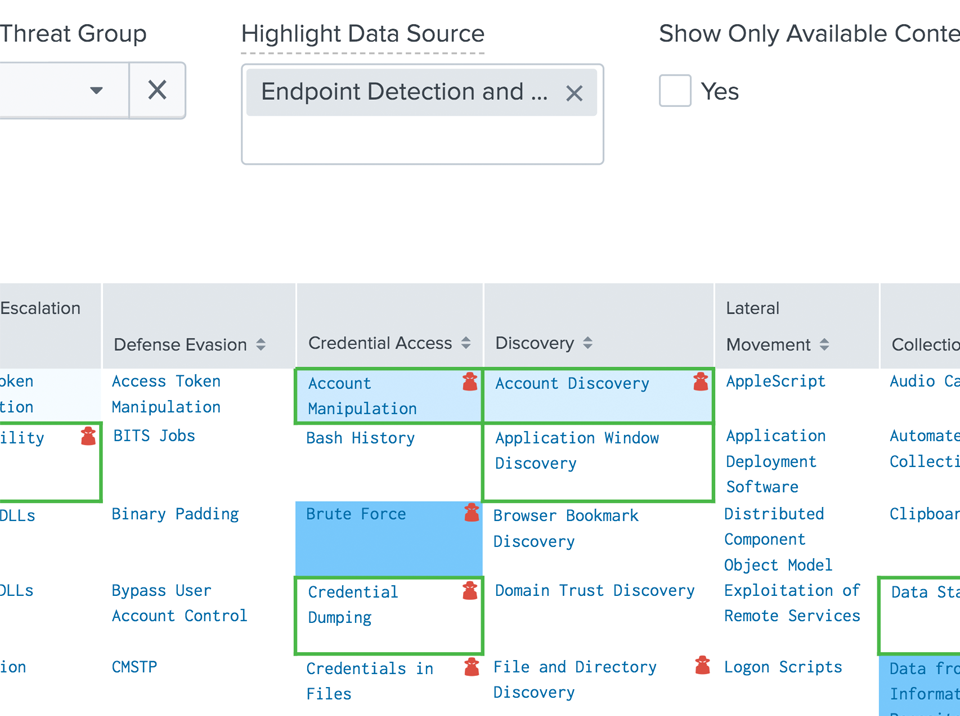 Threat Group
Highlight Data Source
Show Only Available Conte
Endpoint Detection and ...
Yes
Escalation
Defense Evasion
Credential Access
Discovery
Lateral
Movement
Collectio
oken
tion
Access Token
Manipulation
Account
Manipulation
Account Discovery
AppleScript
Audio Ca
ility
BITS Jobs
Bash History
Application Window
Discovery
Application
Deployment
Software
Automate
Collecti
DLLs
Binary Padding
Brute Force
Browser Bookmark
Discovery
Distributed
Component
Object Model
Clipboar
DLLs
Bypass User
Account Control
Credential
Dumping
Domain Trust Discovery
Exploitation of
Remote Services
Data Sta
ion
CMSTP
Credentials in
Files
File and Directory
Discovery
Logon Scripts
Data fro
Informat